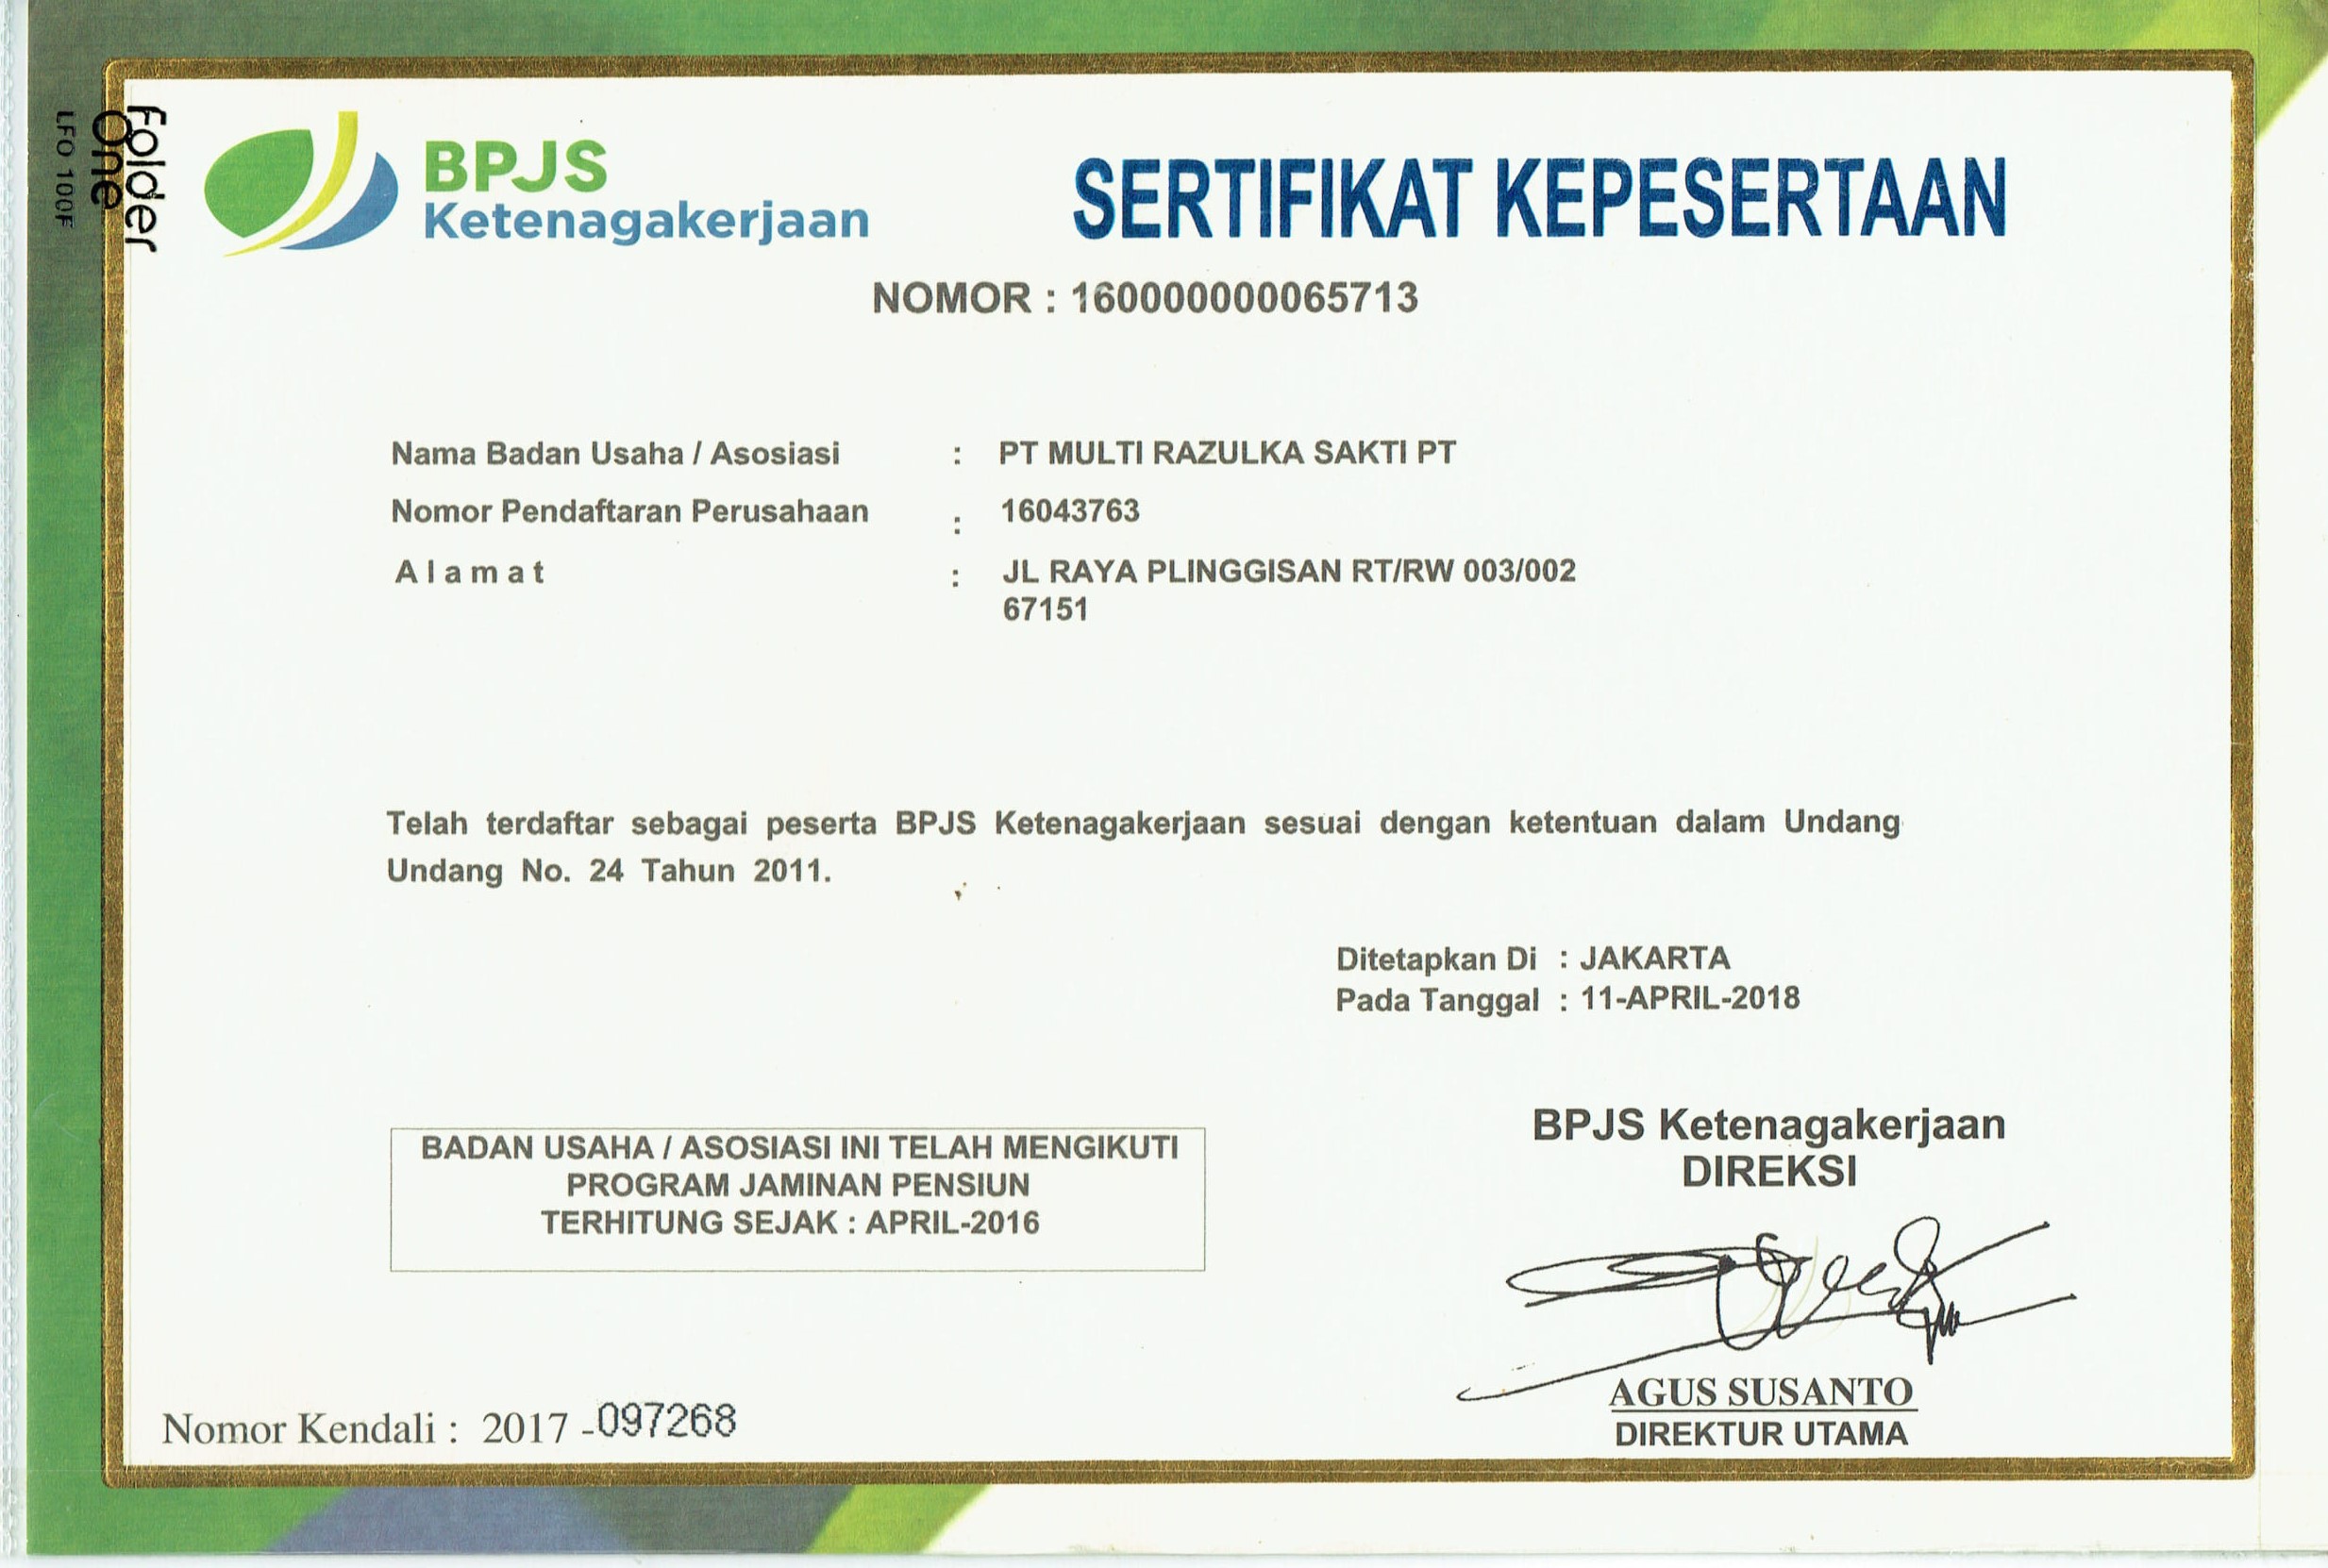 Folder
One
LFO 100F
BPJS
Ketenagakerjaan
SERTIFIKAT KEPESERTAAN
NOMOR : 160000000065713
Nama Badan Usaha / Asosiasi : PT MULTI RAZULKA SAKTI PT
Nomor Pendaftaran Perusahaan : 16043763
A l a m a t : JL RAYA PLINGGISAN RT/RW 003/002
67151
Telah terdaftar sebagai peserta BPJS Ketenagakerjaan sesuai dengan ketentuan dalam Undang
Undang No. 24 Tahun 2011.
Ditetapkan Di : JAKARTA
Pada Tanggal : 11-APRIL-2018
BADAN USAHA / ASOSIASI INI TELAH MENGIKUTI
PROGRAM JAMINAN PENSIUN
TERHITUNG SEJAK : APRIL-2016
BPJS Ketenagakerjaan
DIREKSI
AGUS SUSANTO
DIREKTUR UTAMA
Nomor Kendali : 2017 -097268